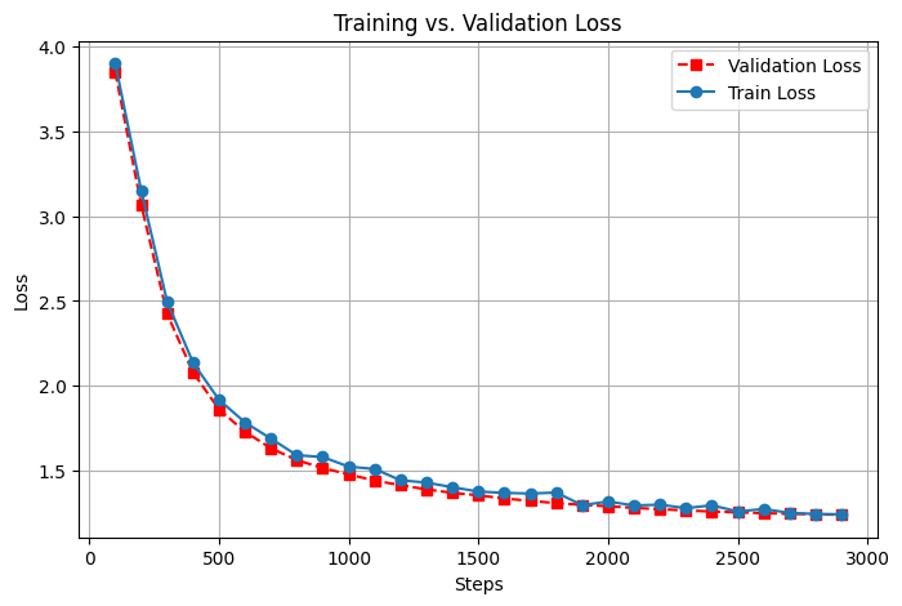 Training vs. Validation Loss
Validation Loss
Train Loss
4.0
3.5
3.0
2.5
2.0
1.5
Loss
0 500 1000 1500 2000 2500 3000
Steps